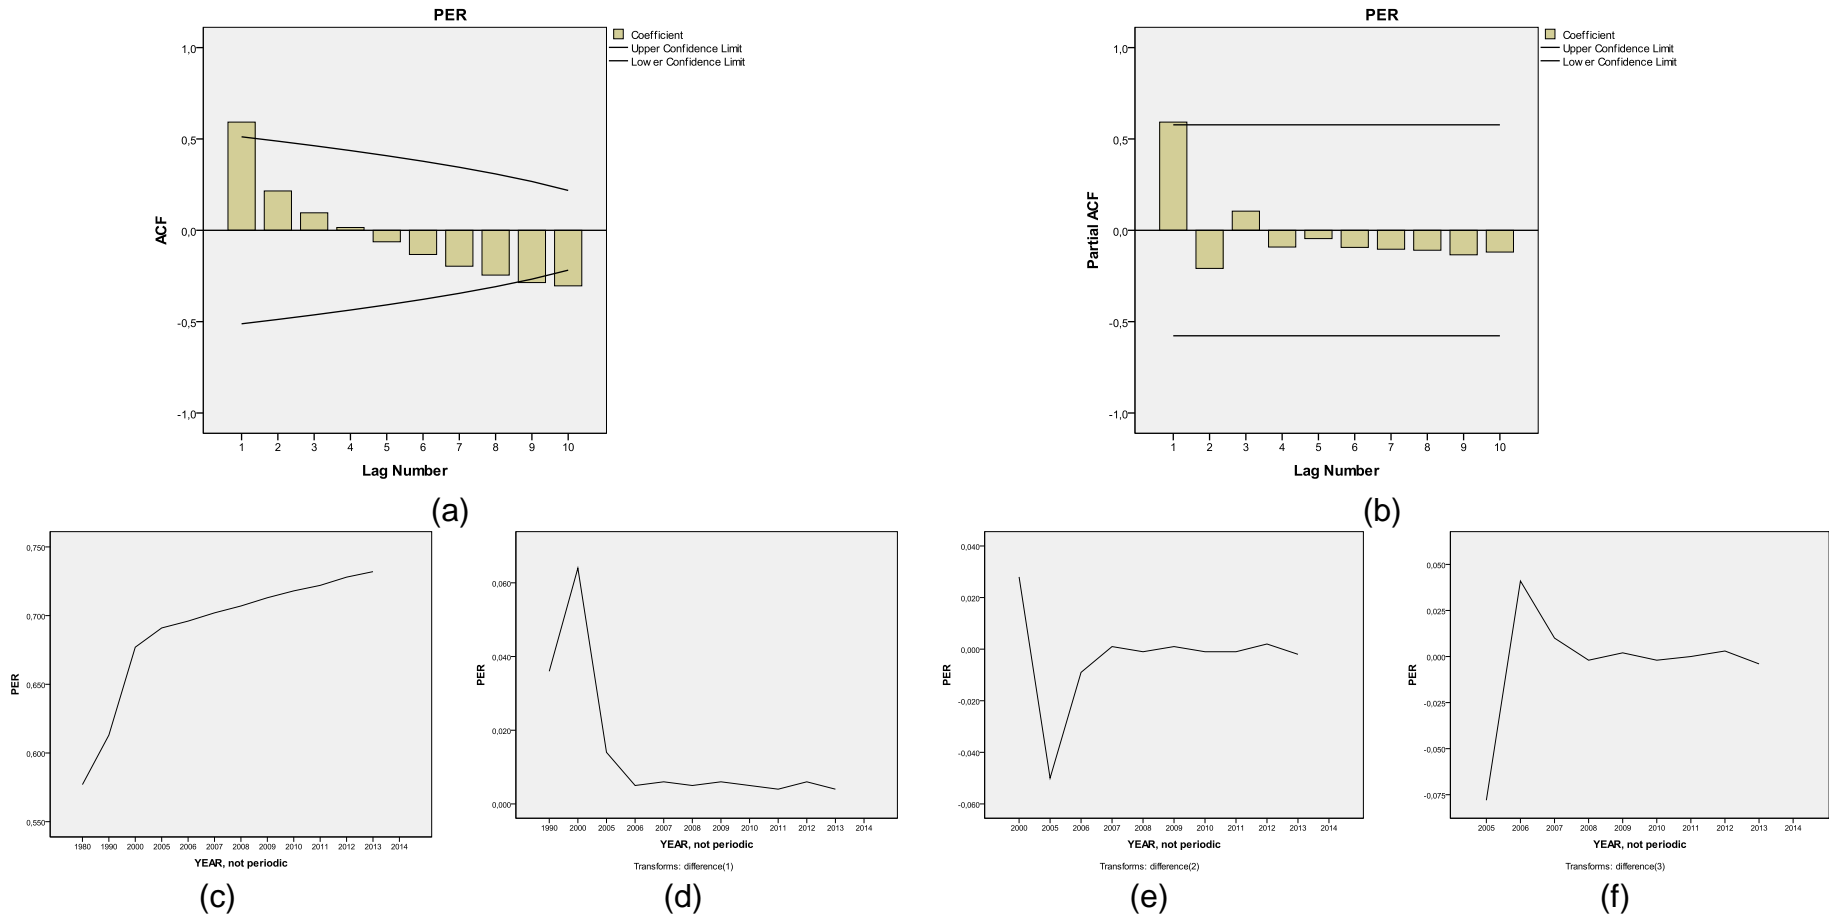 PER
Coefficient
Upper Confidence Limit
Lower Confidence Limit
1,0
0,5
0,0
-0,5
-1,0
ACF
1 2 3 4 5 6 7 8 9 10
Lag Number
(a)
PER
Coefficient
Upper Confidence Limit
Lower Confidence Limit
1,0
0,5
0,0
-0,5
-1,0
Partial ACF
1 2 3 4 5 6 7 8 9 10
Lag Number
(b)
0,750
0,700
0,650
0,600
0,550
PER
1980 1990 2000 2005 2006 2007 2008 2009 2010 2011 2012 2013 2014
YEAR, not periodic
(c)
0,060
0,040
0,020
0,000
PER
1990 2000 2005 2006 2007 2008 2009 2010 2011 2012 2013 2014
YEAR, not periodic
Transforms: difference(1)
(d)
0,040
0,020
0,000
-0,020
-0,040
-0,060
PER
2000 2005 2006 2007 2008 2009 2010 2011 2012 2013 2014
YEAR, not periodic
Transforms: difference(2)
(e)
0,050
0,025
0,000
-0,025
-0,050
-0,075
PER
2005 2006 2007 2008 2009 2010 2011 2012 2013 2014
YEAR, not periodic
Transforms: difference(3)
(f)